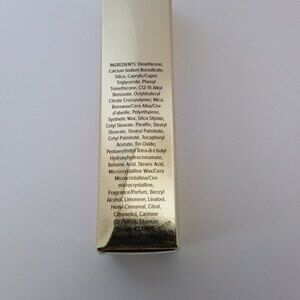 INGREDIENTS: Dimethicone,
Calcium Sodium Borosilicate,
Silica, Caprylic/Capric
Triglyceride, Phenyl
Trimethicone, C12-15 Alkyl
Benzoate, Octyldodecyl
Citrate Crosspolymer, Mica,
Beeswax/Cera Alba/Cire
d'abeille, Polyethylene,
Synthetic Wax, Silica Silylate,
Cetyl Stearate, Paraffin, Stearyl
Stearate, Stearyl Palmitate,
Cetyl Palmitate, Tocopheryl
Acetate, Tin Oxide,
Pentaerythrityl Tetra-di-t-butyl
Hydroxyhydrocinnamate,
Behenic Acid, Stearic Acid,
Microcrystalline Wax/Cera
Microcristallina/Cire
microcrystalline,
Fragrance/Parfum, Benzyl
Alcohol, Limonene, Linalool,
Hexyl Cinnamal, Citral,
Citronellol, Carmine
Titanium